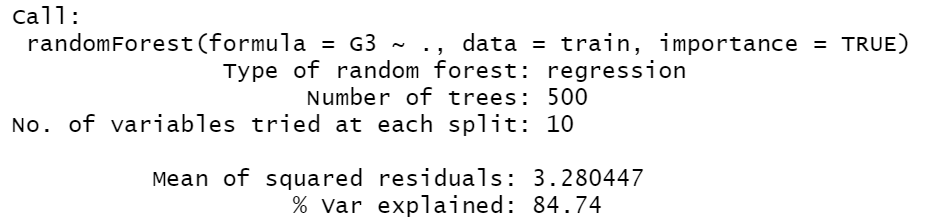 Call:
randomForest(formula = G3 ~ ., data = train, importance = TRUE)
Type of random forest: regression
Number of trees: 500
No. of variables tried at each split: 10
Mean of squared residuals: 3.280447
% Var explained: 84.74